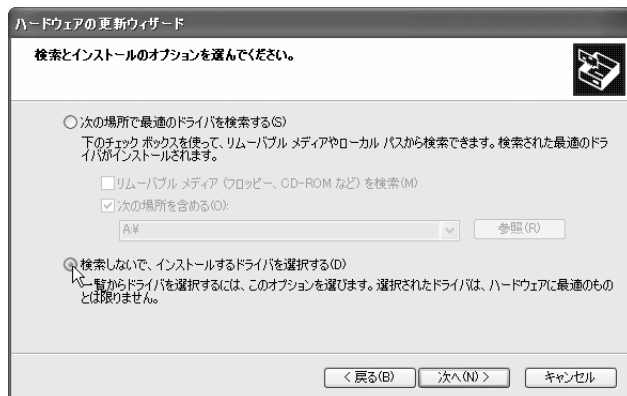 ハードウェアの更新ウィザード
検索とインストールのオプションを選んでください。
次の場所で最適のドライバを検索する(S)
下のチェック ボックスを使って、リムーバブル メディアやローカル パスから検索できます。検索された最適のドラ
イバがインストールされます。
リムーバブル メディア (フロッピー、CD-ROM など) を検索(M)
次の場所を含める(O):
A:¥
参照(R)
検索しないで、インストールするドライバを選択する(D)
一覧からドライバを選択するには、このオプションを選びます。選択されたドライバは、ハードウェアに最適のもの
とは限りません。
< 戻る(B)
次へ(N) >
キャンセル